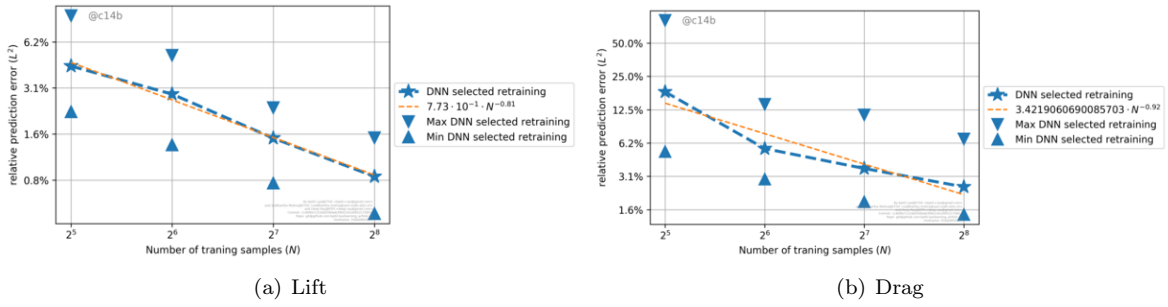 @c14b
relative prediction error (L²)
6.2%
3.1%
1.6%
0.8%
2⁵ 2⁶ 2⁷ 2⁸
Number of traning samples (N)
DNN selected retraining
7.73 · 10⁻¹ · N⁻⁰·⁸¹
Max DNN selected retraining
Min DNN selected retraining
(a) Lift
@c14b
relative prediction error (L²)
50.0%
25.0%
12.5%
6.2%
3.1%
1.6%
2⁵ 2⁶ 2⁷ 2⁸
Number of traning samples (N)
DNN selected retraining
3.4219060690085703 · N⁻⁰·⁹²
Max DNN selected retraining
Min DNN selected retraining
(b) Drag